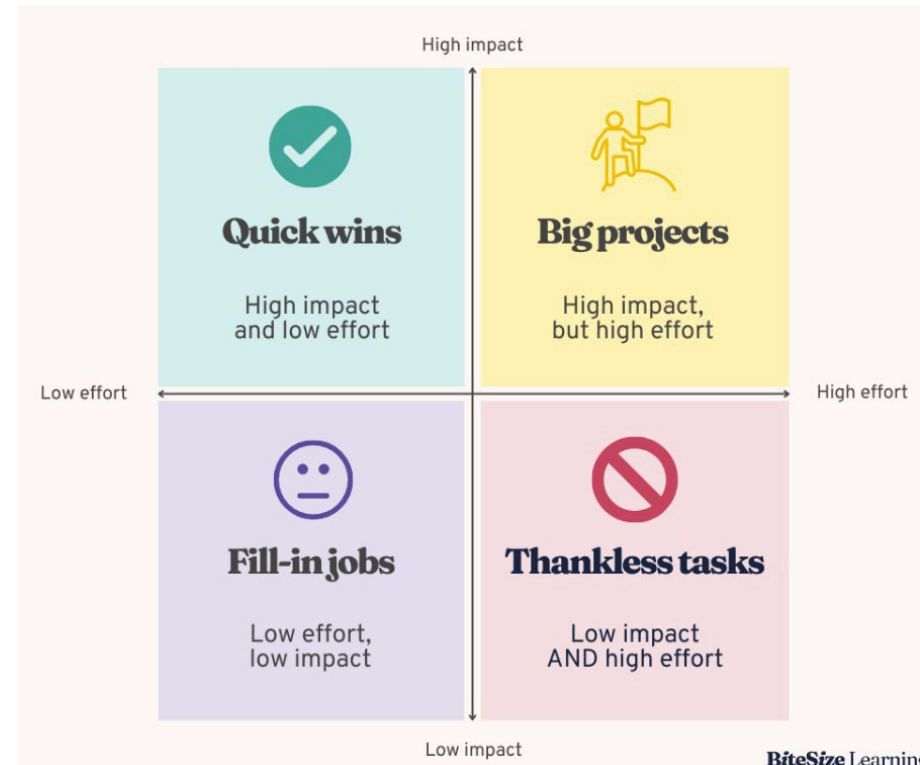 High impact
Quick wins
High impact
and low effort
Big projects
High impact,
but high effort
Low effort
High effort
Fill-in jobs
Low effort,
low impact
Thankless tasks
Low impact
AND high effort
Low impact
BiteSize Learning